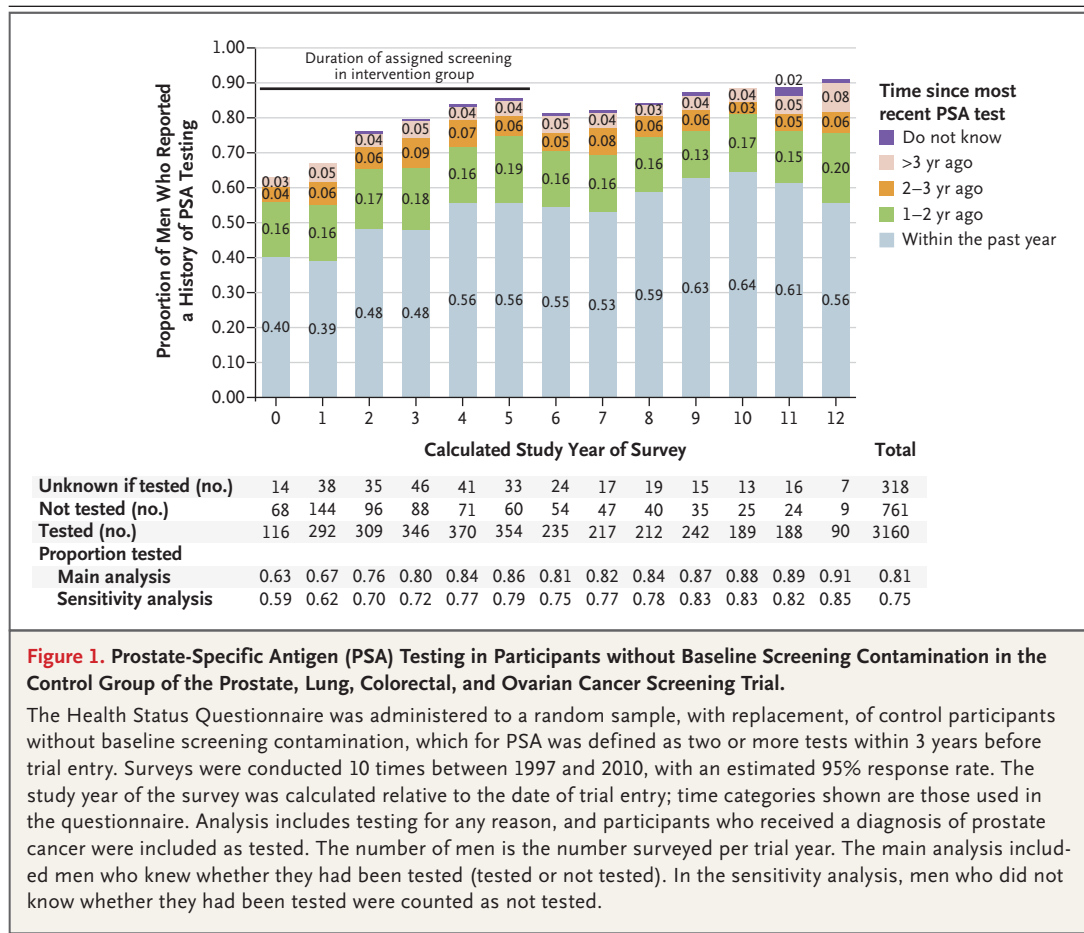 Proportion of Men Who Reported
a History of PSA Testing
1.00
0.90
0.80
0.70
0.60
0.50
0.40
0.30
0.20
0.10
0.00
Duration of assigned screening
in intervention group
0.03
0.04
0.16
0.40
0.05
0.06
0.16
0.39
0.04
0.06
0.17
0.48
0.05
0.09
0.18
0.48
0.04
0.07
0.16
0.56
0.04
0.06
0.19
0.56
0.05
0.05
0.16
0.55
0.04
0.08
0.16
0.53
0.03
0.06
0.16
0.59
0.04
0.06
0.13
0.63
0.04
0.03
0.17
0.64
0.02
0.05
0.05
0.15
0.61
0.08
0.06
0.20
0.56
0 1 2 3 4 5 6 7 8 9 10 11 12
Time since most
recent PSA test
Do not know
>3 yr ago
2–3 yr ago
1–2 yr ago
Within the past year
Calculated Study Year of Survey Total
Unknown if tested (no.) 14 38 35 46 41 33 24 17 19 15 13 16 7 318
Not tested (no.) 68 144 96 88 71 60 54 47 40 35 25 24 9 761
Tested (no.) 116 292 309 346 370 354 235 217 212 242 189 188 90 3160
Proportion tested
Main analysis 0.63 0.67 0.76 0.80 0.84 0.86 0.81 0.82 0.84 0.87 0.88 0.89 0.91 0.81
Sensitivity analysis 0.59 0.62 0.70 0.72 0.77 0.79 0.75 0.77 0.78 0.83 0.83 0.82 0.85 0.75
Figure 1. Prostate-Specific Antigen (PSA) Testing in Participants without Baseline Screening Contamination in the
Control Group of the Prostate, Lung, Colorectal, and Ovarian Cancer Screening Trial.
The Health Status Questionnaire was administered to a random sample, with replacement, of control participants
without baseline screening contamination, which for PSA was defined as two or more tests within 3 years before
trial entry. Surveys were conducted 10 times between 1997 and 2010, with an estimated 95% response rate. The
study year of the survey was calculated relative to the date of trial entry; time categories shown are those used in
the questionnaire. Analysis includes testing for any reason, and participants who received a diagnosis of prostate
cancer were included as tested. The number of men is the number surveyed per trial year. The main analysis includ-
ed men who knew whether they had been tested (tested or not tested). In the sensitivity analysis, men who did not
know whether they had been tested were counted as not tested.